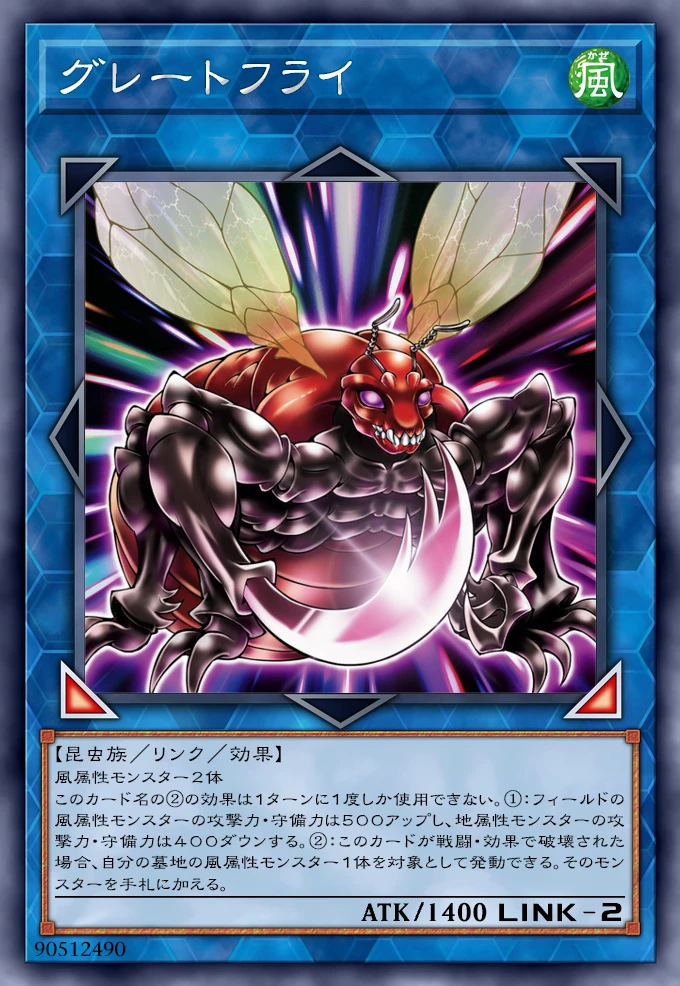 グレートフライ
かぜ
風
【昆虫族／リンク／効果】
風属性モンスター２体
このカード名の②の効果は１ターンに１度しか使用できない。①：フィールドの
風属性モンスターの攻撃力・守備力は５００アップし、地属性モンスターの攻
撃力・守備力は４００ダウンする。②：このカードが戦闘・効果で破壊された
場合、自分の墓地の風属性モンスター１体を対象として発動できる。そのモン
スターを手札に加える。
ATK/1400 LINK-2
90512490